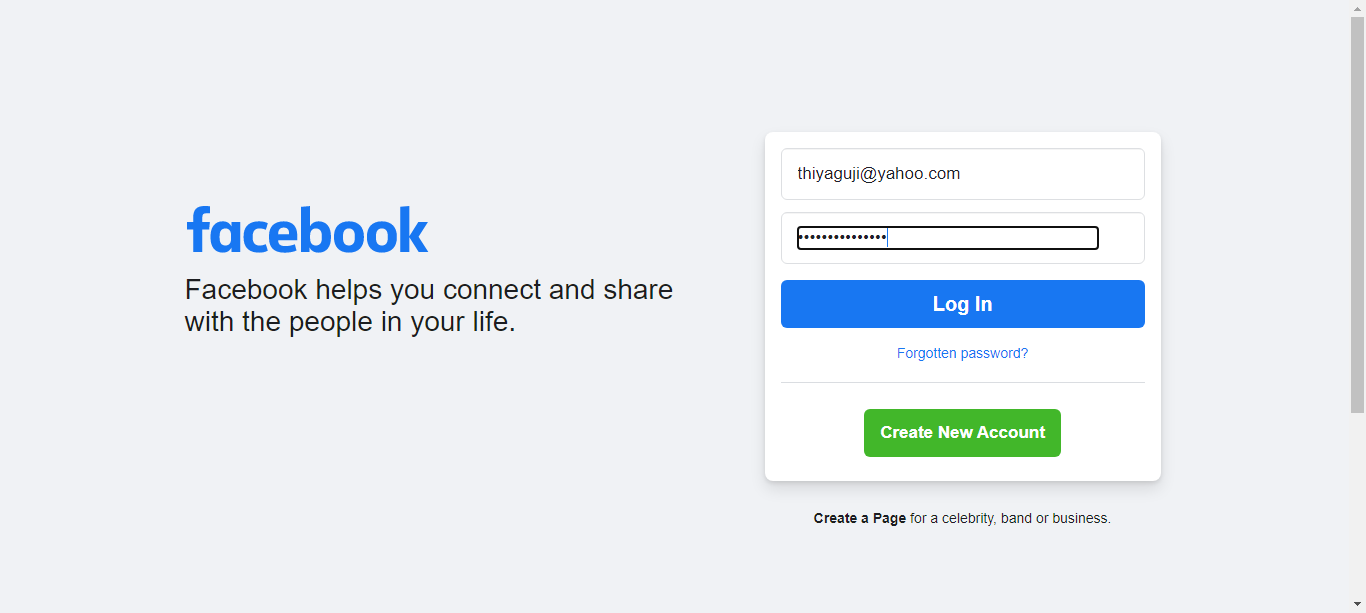 facebook
Facebook helps you connect and share
with the people in your life.
thiyaguji@yahoo.com
•••••••••••••••
Log In
Forgotten password?
Create New Account
Create a Page for a celebrity, band or business.